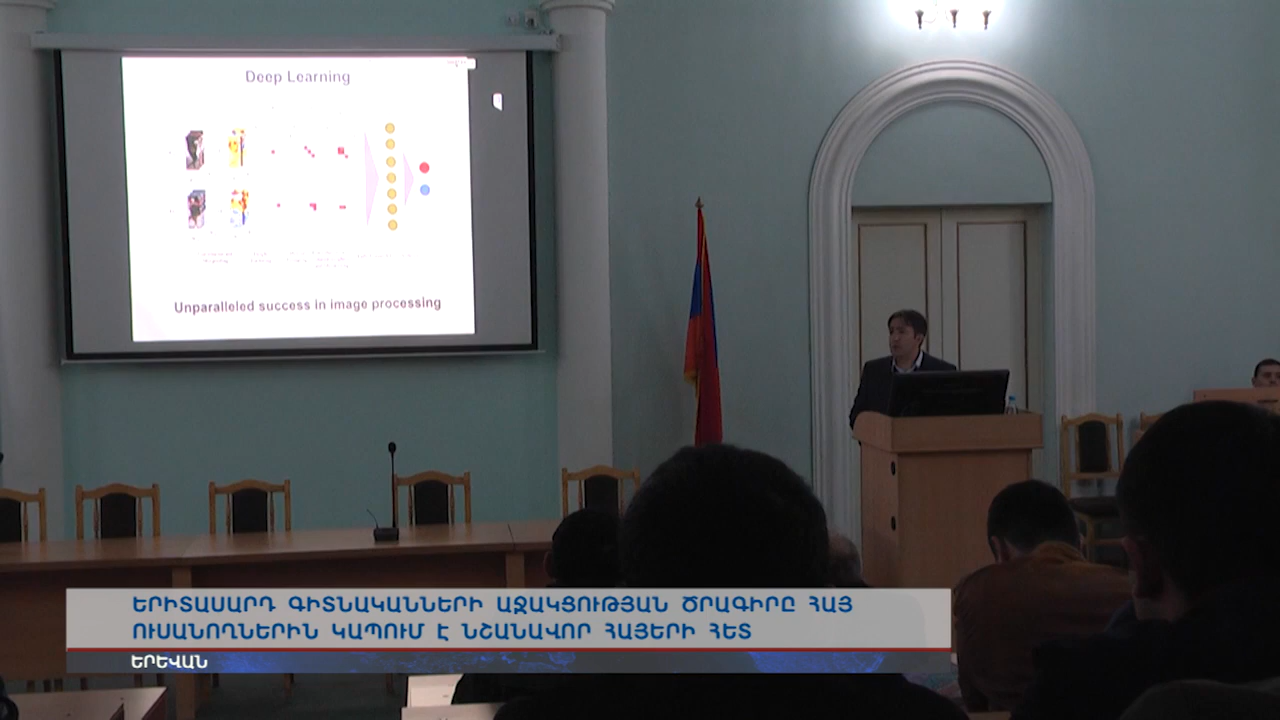 Deep Learning
Unparalleled success in image processing
ԵՐԻՏԱՍԱՐԴ ԳԻՏՆԱԿԱՆՆԵՐԻ ԱՋԱԿՑՈՒԹՅԱՆ ԾՐԱԳԻՐԸ ՀԱՅ
ՈՒՍԱՆՈՂՆԵՐԻՆ ԿԱՊՈՒՄ Է ՆՇԱՆԱՎՈՐ ՀԱՅԵՐԻ ՀԵՏ
ԵՐԵՎԱՆ